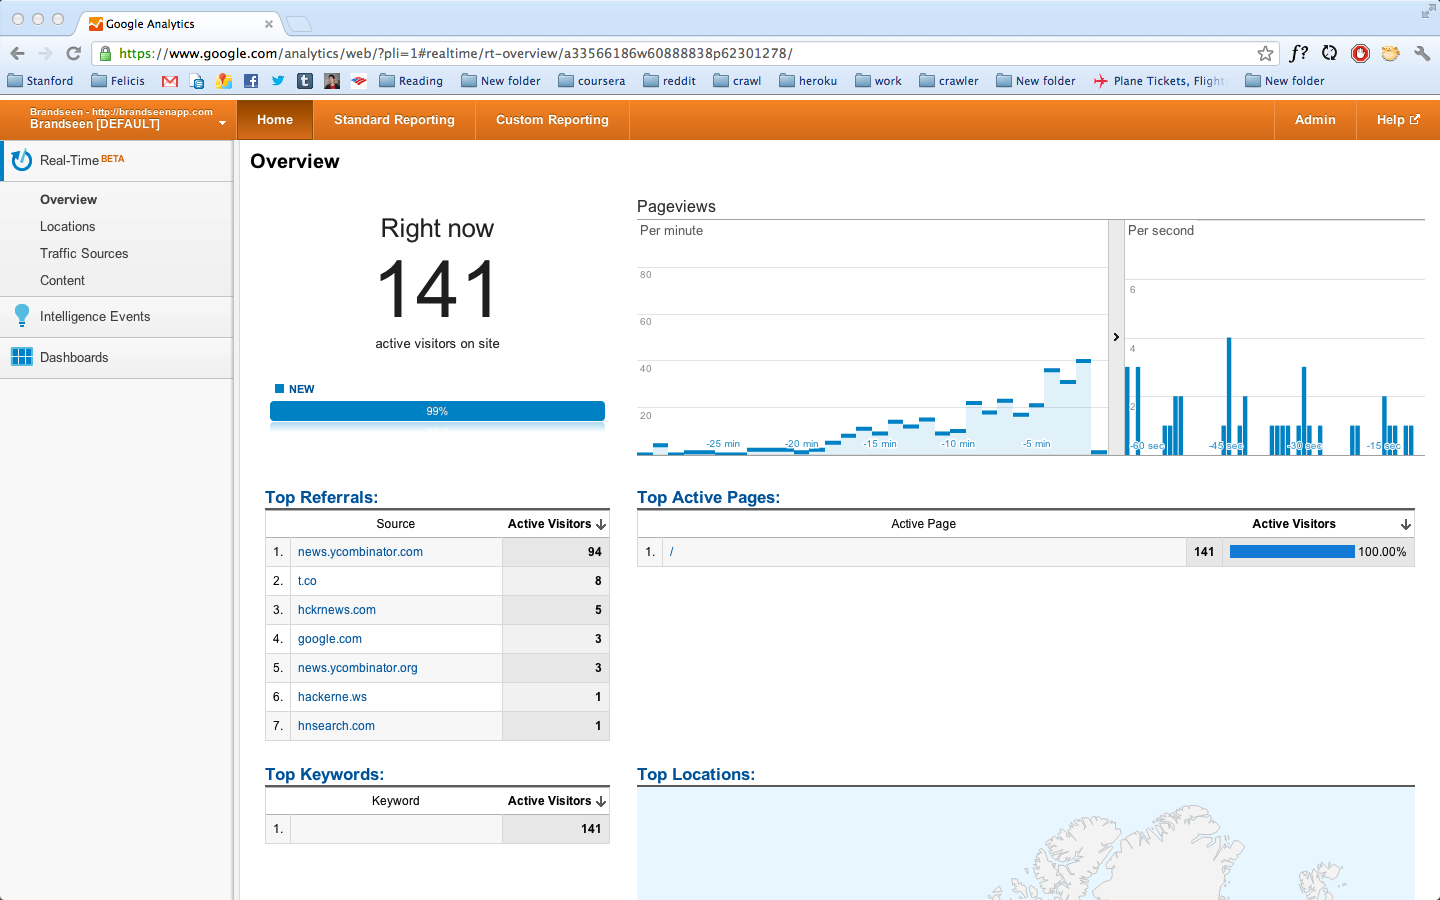 Google Analytics
https://www.google.com/analytics/web/?pli=1#realtime/rt-overview/a33566186w60888838p62301278/
f?
Stanford
Felicis
Reading
New folder
coursera
reddit
crawl
heroku
work
crawler
New folder
Plane Tickets, Flight
New folder
Brandseen - http://brandseenapp.com
Brandseen [DEFAULT]
Home
Standard Reporting
Custom Reporting
Admin
Help
Real-Time BETA
Overview
Locations
Traffic Sources
Content
Intelligence Events
Dashboards
Overview
Right now
141
active visitors on site
NEW
99%
Pageviews
Per minute
80
60
40
20
-25 min
-20 min
-15 min
-10 min
-5 min
Per second
6
4
2
-60 sec
-45 sec
-30 sec
-15 sec
Top Referrals:
Source Active Visitors
1. news.ycombinator.com 94
2. t.co 8
3. hckrnews.com 5
4. google.com 3
5. news.ycombinator.org 3
6. hackerne.ws 1
7. hnsearch.com 1
Top Active Pages:
Active Page Active Visitors
1. / 141 100.00%
Top Keywords:
Keyword Active Visitors
1. 141
Top Locations: